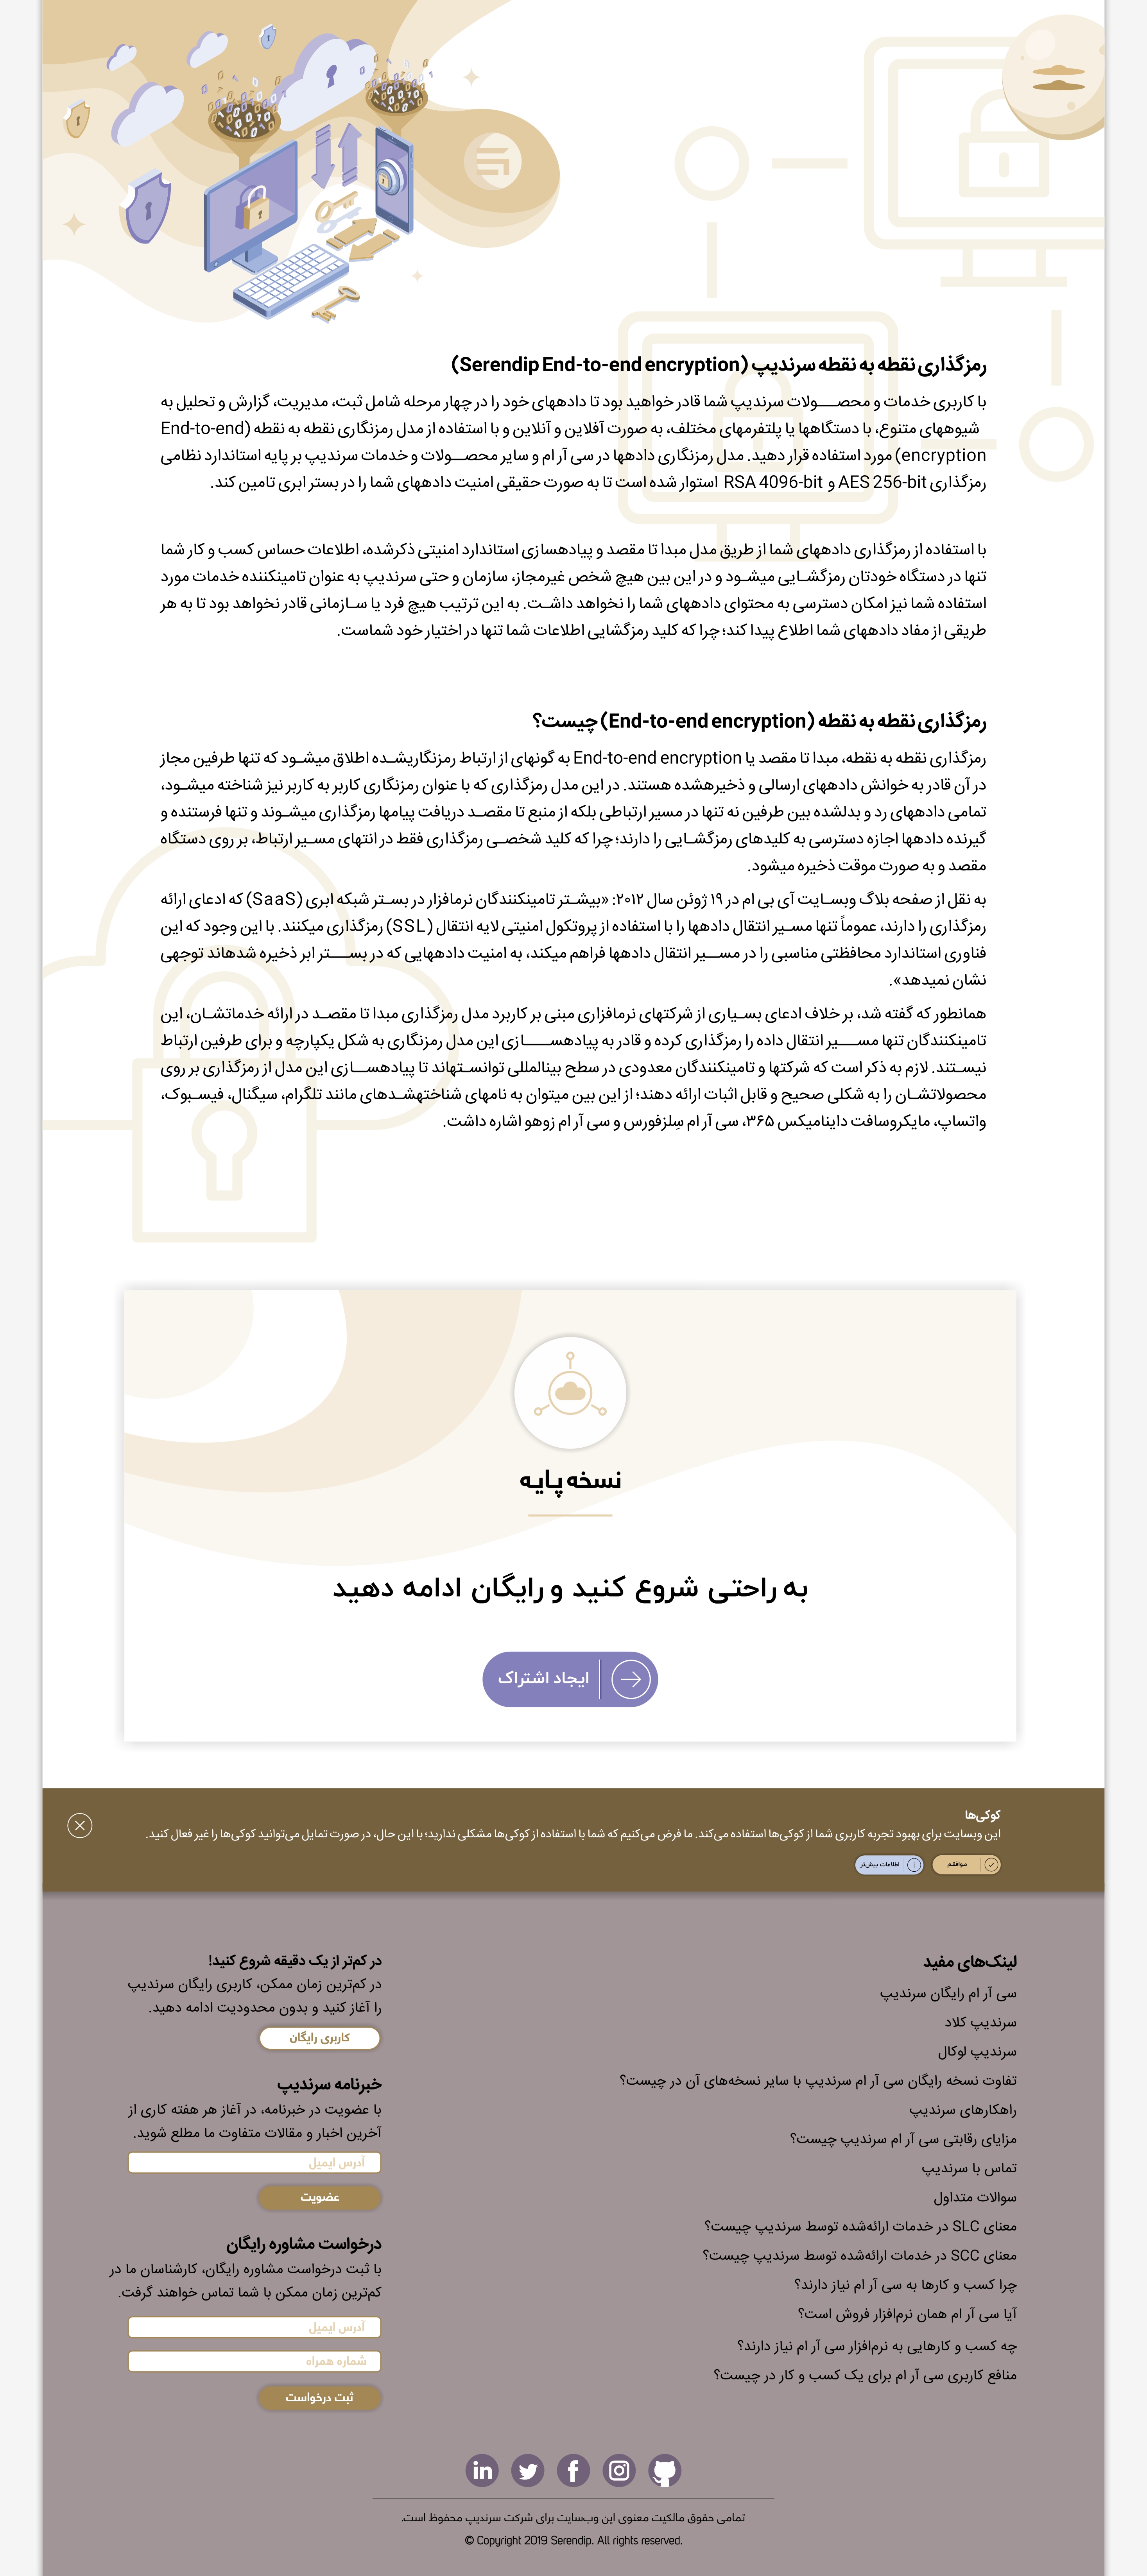 رمزگذاری نقطه به نقطه سرندیپ (Serendip End-to-end encryption)
با کاربری خدمات و محصـــولات سرندیپ شما قادر خواهید بود تا دادههای خود را در چهار مرحله شامل ثبت، مدیریت، گزارش و تحلیل به
شیوههای متنوع، با دستگاهها یا پلتفرمهای مختلف، به صورت آفلاین و آنلاین و با استفاده از مدل رمزنگاری نقطه به نقطه (End-to-end
encryption) مورد استفاده قرار دهید. مدل رمزنگاری دادهها در سی آر ام و سایر محصــولات و خدمات سرندیپ بر پایه استاندارد نظامی
رمزگذاری AES 256-bit و RSA 4096-bit استوار شده است تا به صورت حقیقی امنیت دادههای شما را در بستر ابری تامین کند.
با استفاده از رمزگذاری دادههای شما از طریق مدل مبدا تا مقصد و پیادهسازی استاندارد امنیتی ذکرشده، اطلاعات حساس کسب و کار شما
تنها در دستگاه خودتان رمزگشـایی میشـود و در این بین هیچ شخص غیرمجاز، سازمان و حتی سرندیپ به عنوان تامینکننده خدمات مورد
استفاده شما نیز امکان دسترسی به محتوای دادههای شما را نخواهد داشـت. به این ترتیب هیچ فرد یا سـازمانی قادر نخواهد بود تا به هر
طریقی از مفاد دادههای شما اطلاع پیدا کند؛ چرا که کلید رمزگشایی اطلاعات شما تنها در اختیار خود شماست.
رمزگذاری نقطه به نقطه (End-to-end encryption) چیست؟
رمزگذاری نقطه به نقطه، مبدا تا مقصد یا End-to-end encryption به گونهای از ارتباط رمزنگاریشـده اطلاق میشـود که تنها طرفین مجاز
در آن قادر به خوانش دادههای ارسالی و ذخیرهشده هستند. در این مدل رمزگذاری که با عنوان رمزنگاری کاربر به کاربر نیز شناخته میشـود،
تمامی دادههای رد و بدلشده بین طرفین نه تنها در مسیر ارتباطی بلکه از منبع تا مقصـد دریافت پیامها رمزگذاری میشـوند و تنها فرستنده و
گیرنده دادهها اجازه دسترسی به کلیدهای رمزگشـایی را دارند؛ چرا که کلید شخصـی رمزگذاری فقط در انتهای مسـیر ارتباط، بر روی دستگاه
مقصد و به صورت موقت ذخیره میشود.
به نقل از صفحه بلاگ وبسـایت آی بی ام در ۱۹ ژوئن سال ۲۰۱۲: «بیشـتر تامینکنندگان نرمافزار در بسـتر شبکه ابری (SaaS) که ادعای ارائه
رمزگذاری را دارند، عموماً تنها مسـیر انتقال دادهها را با استفاده از پروتکول امنیتی لایه انتقال (SSL) رمزگذاری میکنند. با این وجود که این
فناوری استاندارد محافظتی مناسبی را در مســیر انتقال دادهها فراهم میکند، به امنیت دادههایی که در بســـتر ابر ذخیره شدهاند توجهی
نشان نمیدهد».
همانطور که گفته شد، بر خلاف ادعای بسـیاری از شرکتهای نرمافزاری مبنی بر کاربرد مدل رمزگذاری مبدا تا مقصـد در ارائه خدماتشـان، این
تامینکنندگان تنها مســـیر انتقال داده را رمزگذاری کرده و قادر به پیادهســـازی این مدل رمزنگاری به شکل یکپارچه و برای طرفین ارتباط
نیسـتند. لازم به ذکر است که شرکتها و تامینکنندگان معدودی در سطح بینالمللی توانسـتهاند تا پیادهســازی این مدل از رمزگذاری بر روی
محصولاتشـان را به شکلی صحیح و قابل اثبات ارائه دهند؛ از این بین میتوان به نامهای شناختهشـدهای مانند تلگرام، سیگنال، فیسـبوک،
واتساپ، مایکروسافت داینامیکس ۳۶۵، سی آر ام سِلزفورس و سی آر ام زوهو اشاره داشت.
نسخه پـایـه
به راحتـی شروع کنید و رایگان ادامه دهید
ایجاد اشتراک
کوکی‌ها
این وبسایت برای بهبود تجربه کاربری شما از کوکی‌ها استفاده می‌کند. ما فرض می‌کنیم که شما با استفاده از کوکی‌ها مشکلی ندارید؛ با این حال، در صورت تمایل می‌توانید کوکی‌ها را غیر فعال کنید.
موافقم
اطلاعات بیش‌تر
لینک‌های مفید
سی آر ام رایگان سرندیپ
سرندیپ کلاد
سرندیپ لوکال
تفاوت نسخه رایگان سی آر ام سرندیپ با سایر نسخه‌های آن در چیست؟
راهکارهای سرندیپ
مزایای رقابتی سی آر ام سرندیپ چیست؟
تماس با سرندیپ
سوالات متداول
معنای SLC در خدمات ارائه‌شده توسط سرندیپ چیست؟
معنای SCC در خدمات ارائه‌شده توسط سرندیپ چیست؟
چرا کسب و کارها به سی آر ام نیاز دارند؟
آیا سی آر ام همان نرم‌افزار فروش است؟
چه کسب و کارهایی به نرم‌افزار سی آر ام نیاز دارند؟
منافع کاربری سی آر ام برای یک کسب و کار در چیست؟
در کم‌تر از یک دقیقه شروع کنید!
در کم‌ترین زمان ممکن، کاربری رایگان سرندیپ
را آغاز کنید و بدون محدودیت ادامه دهید.
کاربری رایگان
خبرنامه سرندیپ
با عضویت در خبرنامه، در آغاز هر هفته کاری از
آخرین اخبار و مقالات متفاوت ما مطلع شوید.
آدرس ایمیل
عضویت
درخواست مشاوره رایگان
با ثبت درخواست مشاوره رایگان، کارشناسان ما در
کم‌ترین زمان ممکن با شما تماس خواهند گرفت.
آدرس ایمیل
شماره همراه
ثبت درخواست
تمامی حقوق مالکیت معنوی این وب‌سایت برای شرکت سرندیپ محفوظ است.
© Copyright 2019 Serendip. All rights reserved.